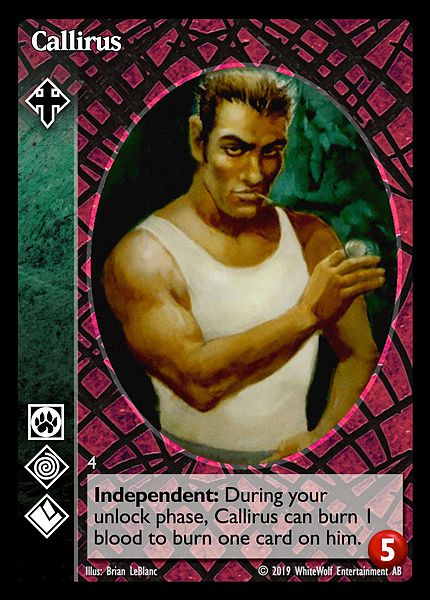 Callirus
4
Independent: During your
unlock phase, Callirus can burn 1
blood to burn one card on him.
5
Illus: Brian LeBlanc © 2019 WhiteWolf Entertainment AB